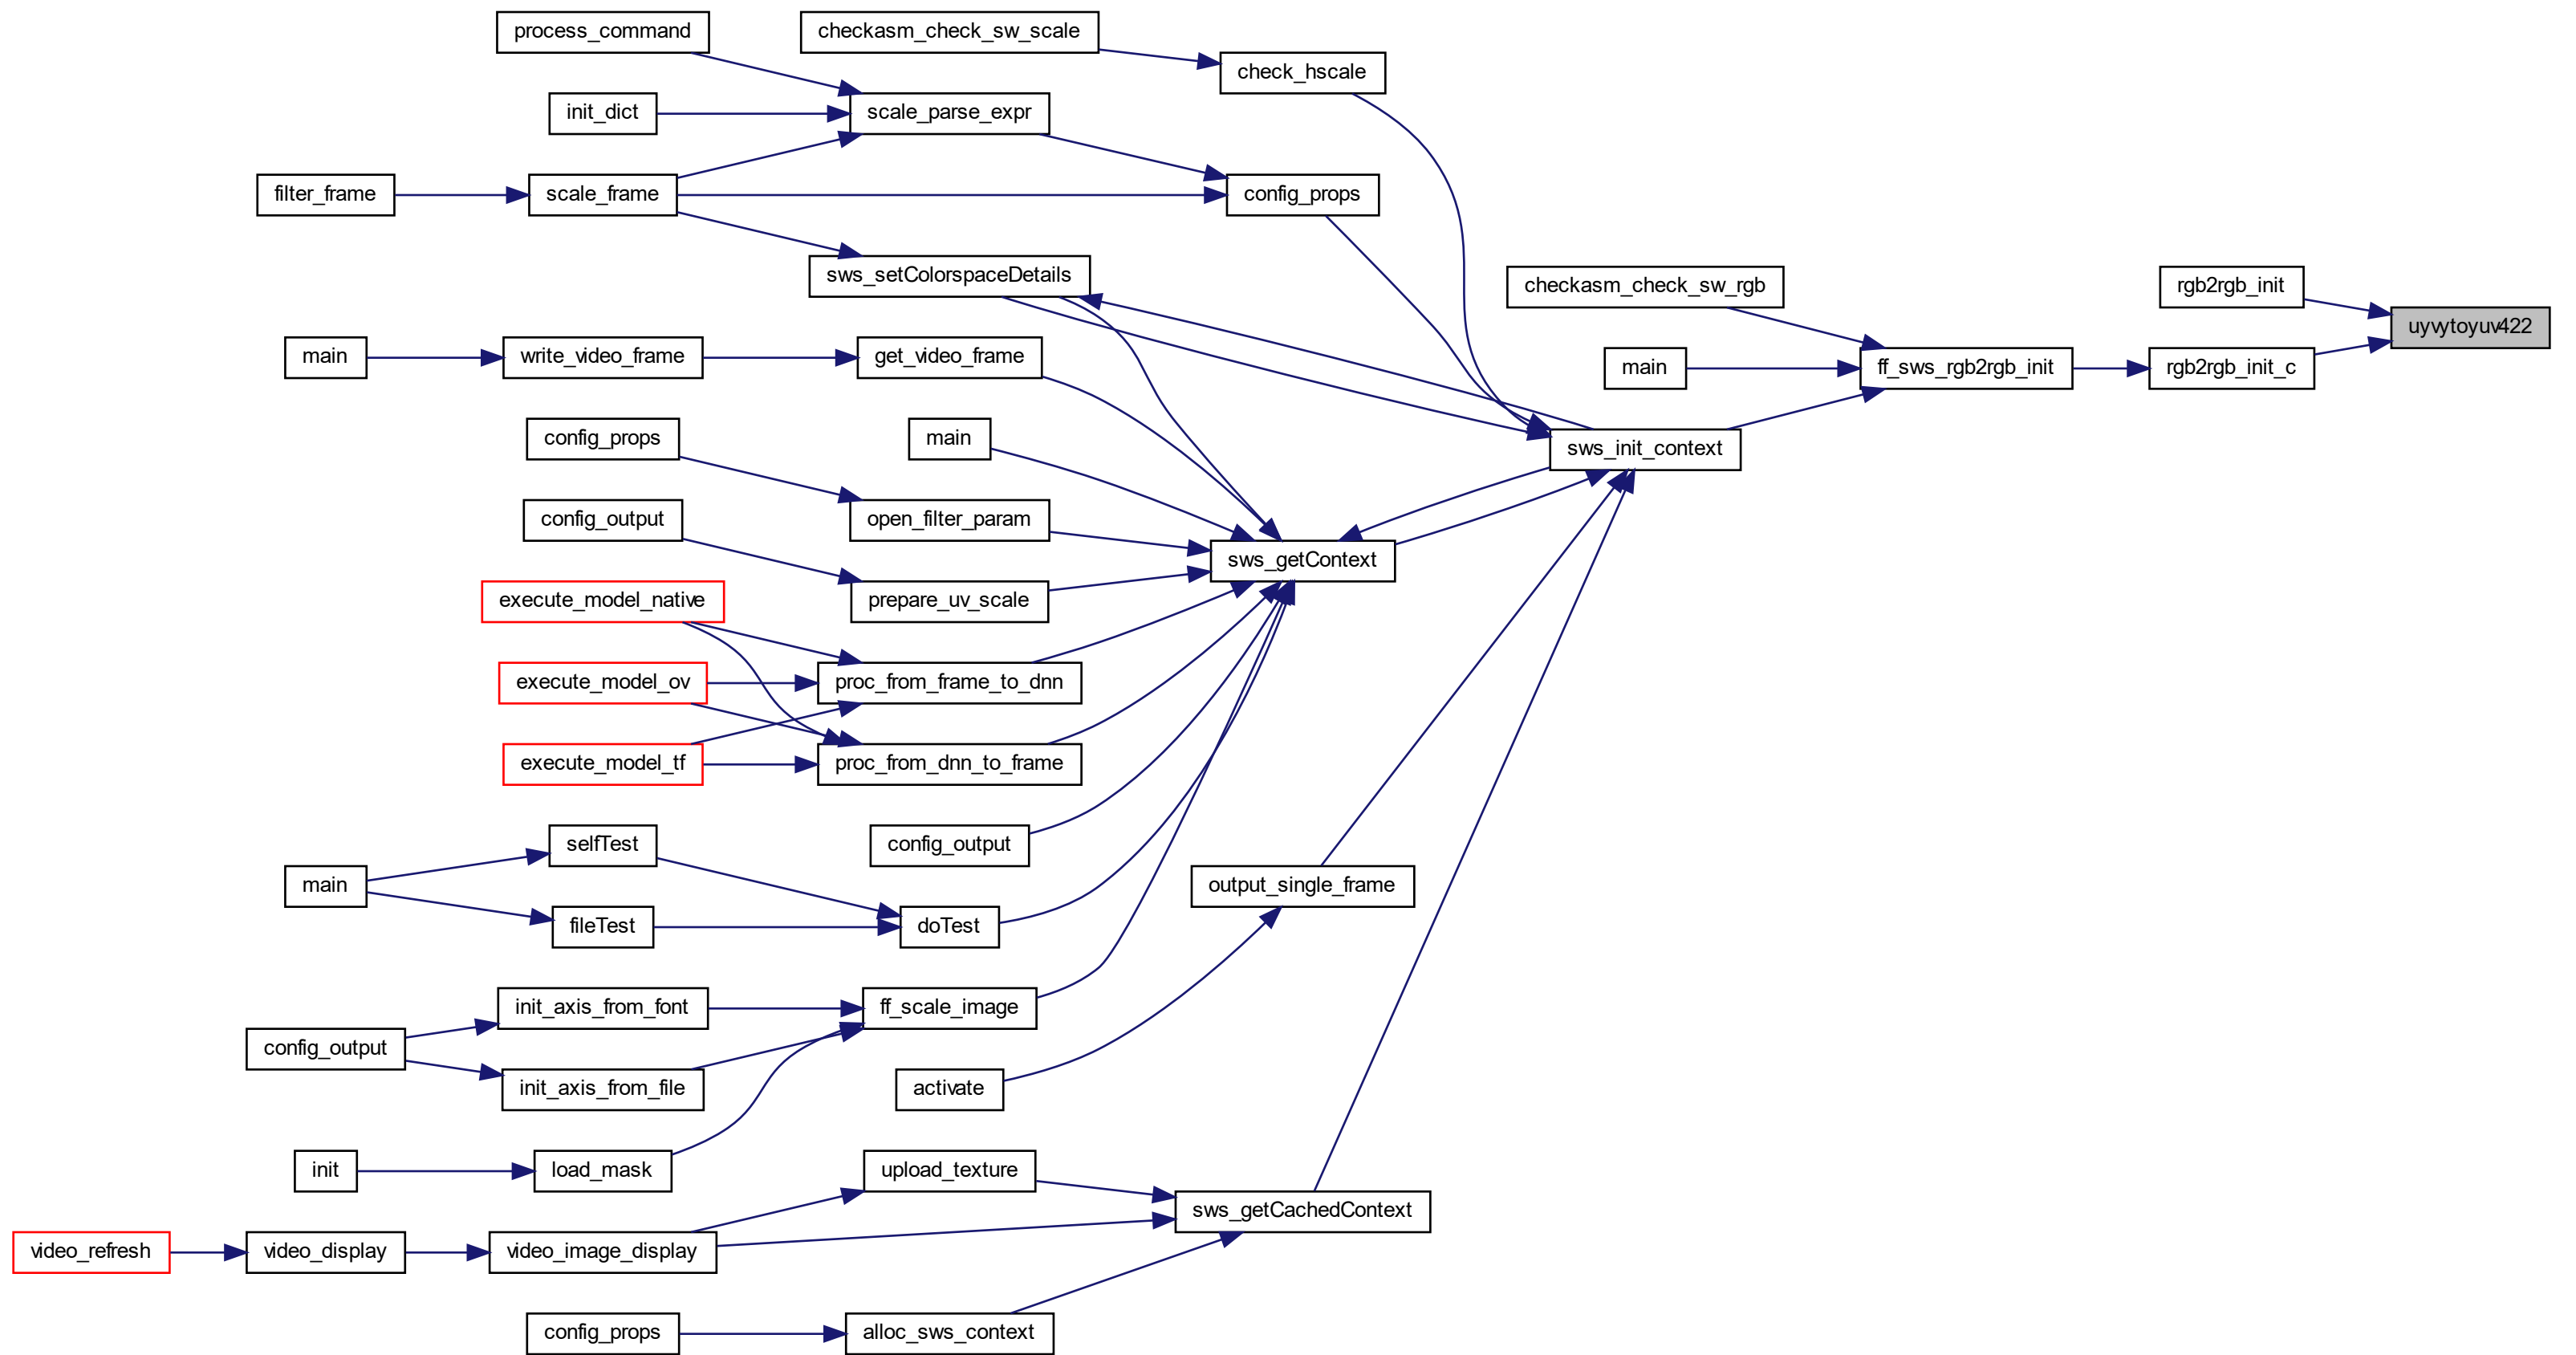 process_command
checkasm_check_sw_scale
check_hscale
init_dict
scale_parse_expr
filter_frame
scale_frame
config_props
sws_setColorspaceDetails
checkasm_check_sw_rgb
rgb2rgb_init
uyvytoyuv422
main
write_video_frame
get_video_frame
main
ff_sws_rgb2rgb_init
rgb2rgb_init_c
config_props
main
sws_init_context
config_output
open_filter_param
sws_getContext
execute_model_native
prepare_uv_scale
execute_model_ov
proc_from_frame_to_dnn
execute_model_tf
proc_from_dnn_to_frame
selfTest
config_output
main
output_single_frame
fileTest
doTest
init_axis_from_font
ff_scale_image
config_output
init_axis_from_file
activate
init
load_mask
upload_texture
sws_getCachedContext
video_refresh
video_display
video_image_display
config_props
alloc_sws_context